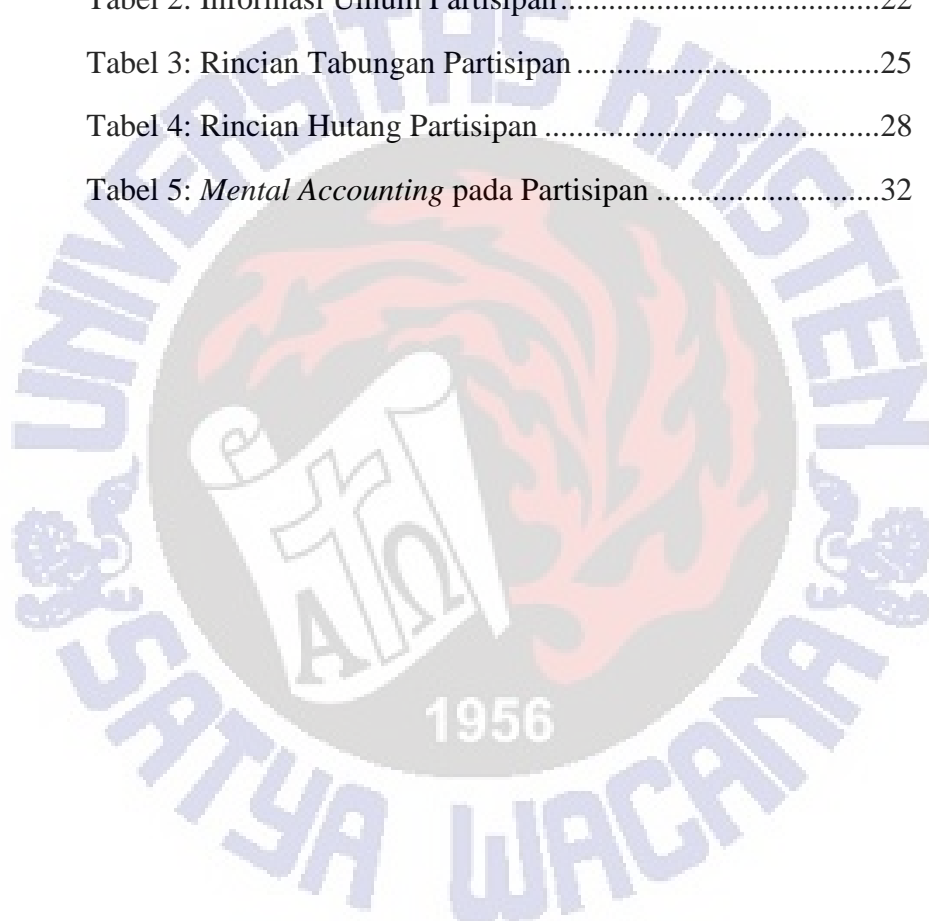 Tabel 2: Informasi Umum Partisipan........................................22
Tabel 3: Rincian Tabungan Partisipan ......................................25
Tabel 4: Rincian Hutang Partisipan ..........................................28
Tabel 5: Mental Accounting pada Partisipan ............................32
UNIVERSITAS KRISTEN
A Ω
1956
SATYA WACANA